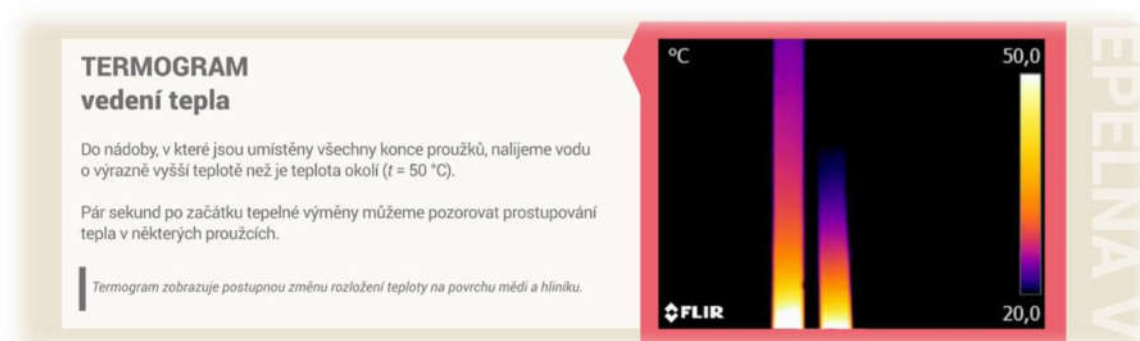 TERMOGRAM
vedení tepla
Do nádoby, v které jsou umístěny všechny konce proužků, nalijeme vodu
o výrazně vyšší teplotě než je teplota okolí (t = 50 °C).
Pár sekund po začátku tepelné výměny můžeme pozorovat prostupování
tepla v některých proužcích.
Termogram zobrazuje postupnou změnu rozložení teploty na povrchu mědi a hliníku.
°C
50,0
FLIR
20,0
EPELNÁ V